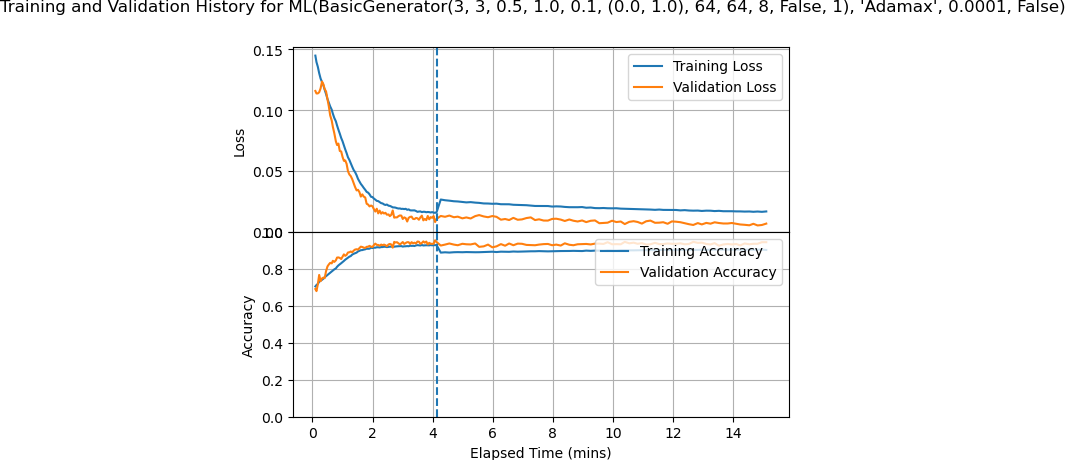 Training and Validation History for ML(BasicGenerator(3, 3, 0.5, 1.0, 0.1, (0.0, 1.0), 64, 64, 8, False, 1), 'Adamax', 0.0001, False)
0.15
Training Loss
Validation Loss
0.10
Loss
0.05
0.00
1.0
Training Accuracy
Validation Accuracy
0.8
0.6
Accuracy
0.4
0.2
0.0
0 2 4 6 8 10 12 14
Elapsed Time (mins)